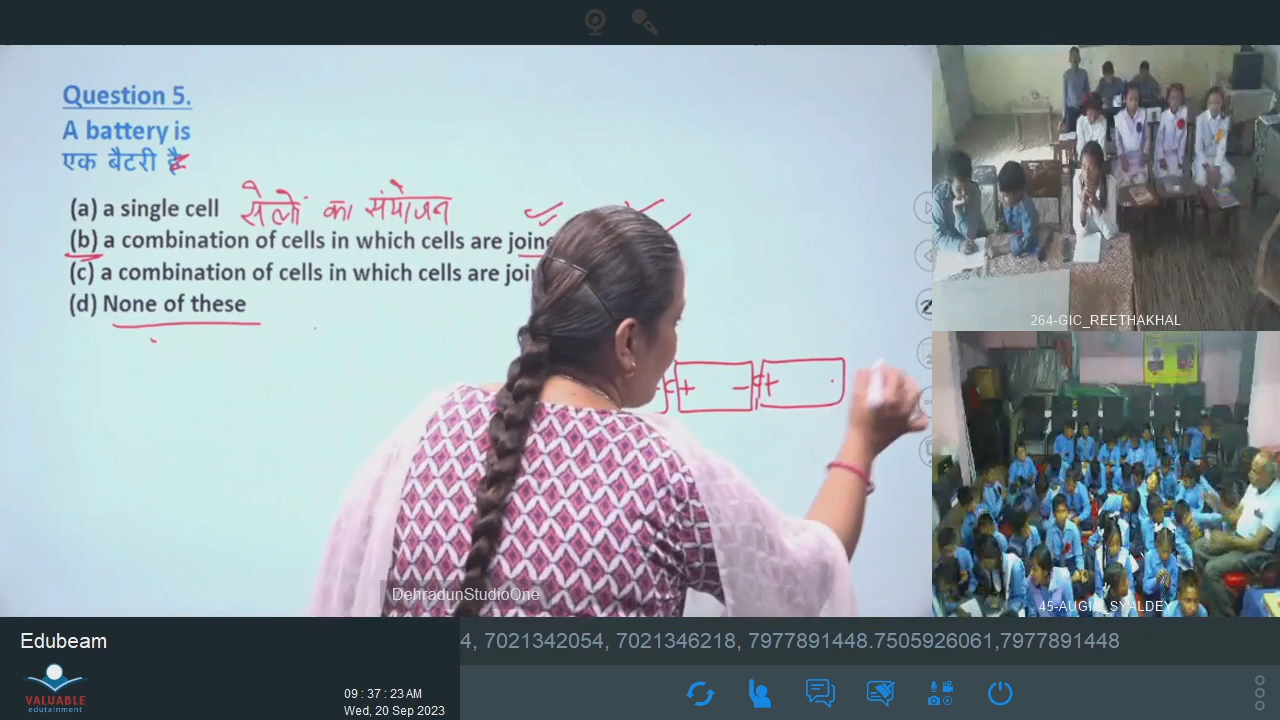 Question 5.
A battery is
एक बैटरी है
(a) a single cell सेलों का संयोजन
(b) a combination of cells in which cells are
(c) a combination of cells in which cells are
(d) None of these
+ - +
264-GIC_REETHAKHAL
DehradunStudioOne
Edubeam
4, 7021342054, 7021346218, 7977891448.7505926061,7977891448
VALUABLE
edutainment
09 : 37 : 23 AM
Wed, 20 Sep 2023